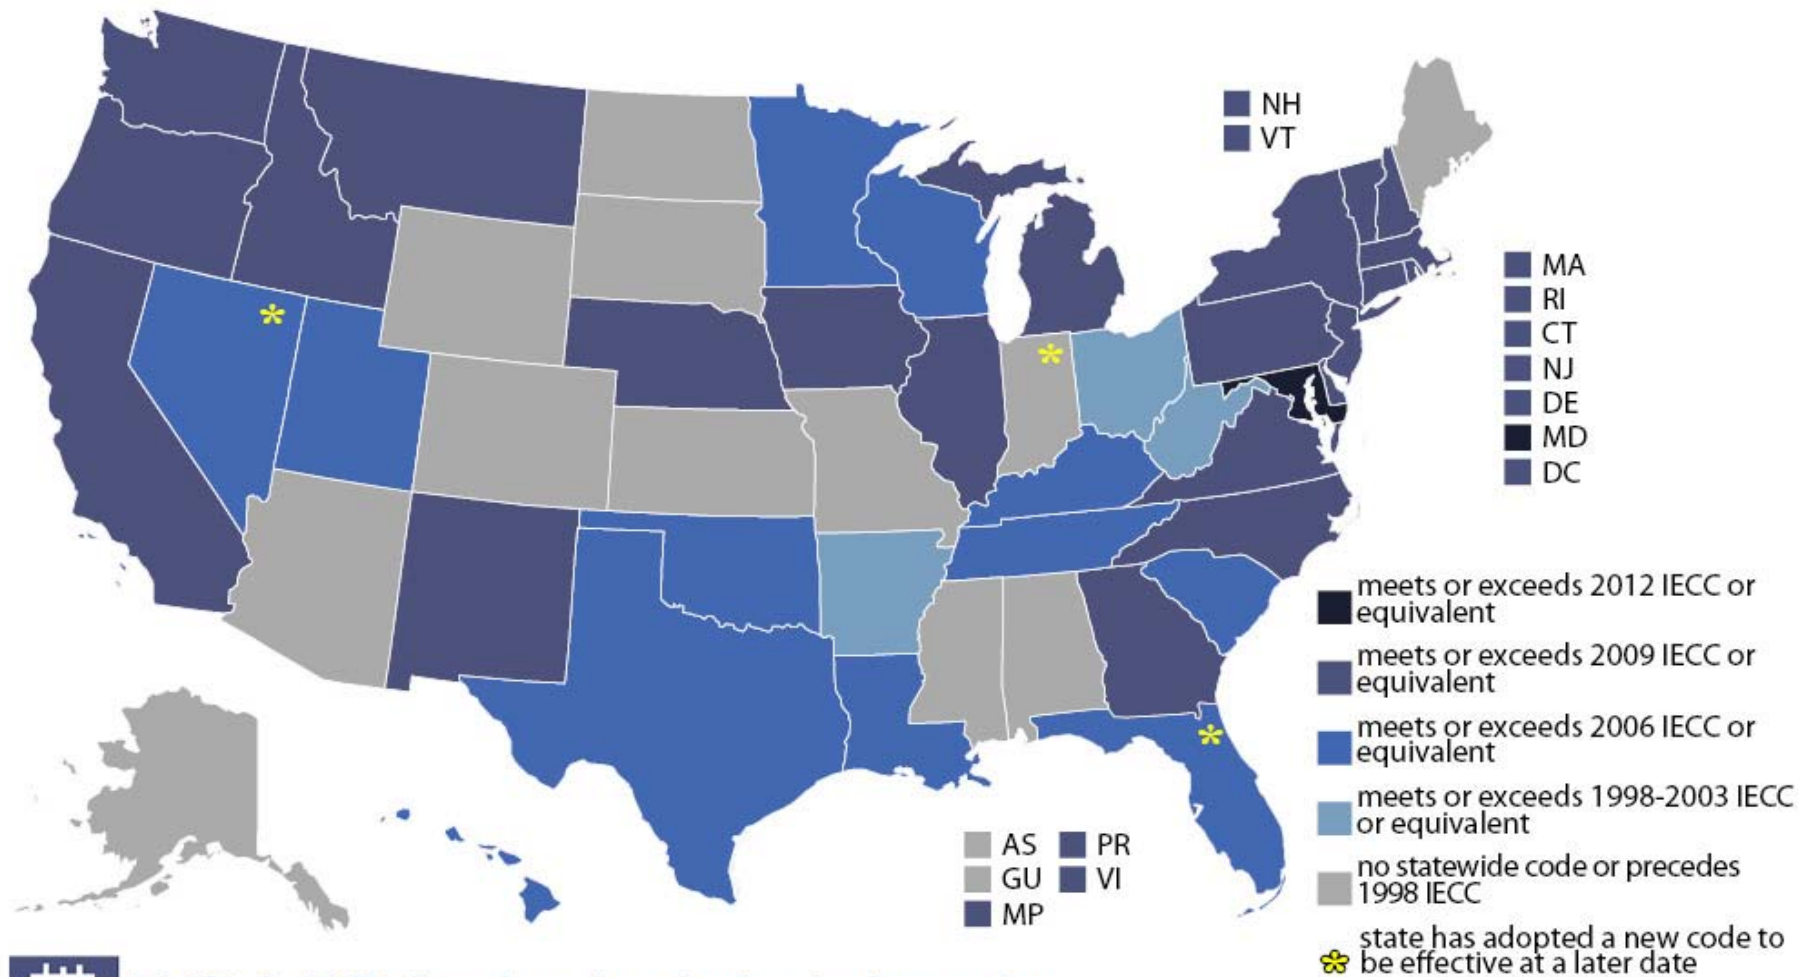 NH
VT
MA
RI
CT
NJ
DE
MD
DC
meets or exceeds 2012 IECC or
equivalent
meets or exceeds 2009 IECC or
equivalent
meets or exceeds 2006 IECC or
equivalent
meets or exceeds 1998-2003 IECC
or equivalent
no statewide code or precedes
1998 IECC
* state has adopted a new code to
be effective at a later date
AS PR
GU VI
MP